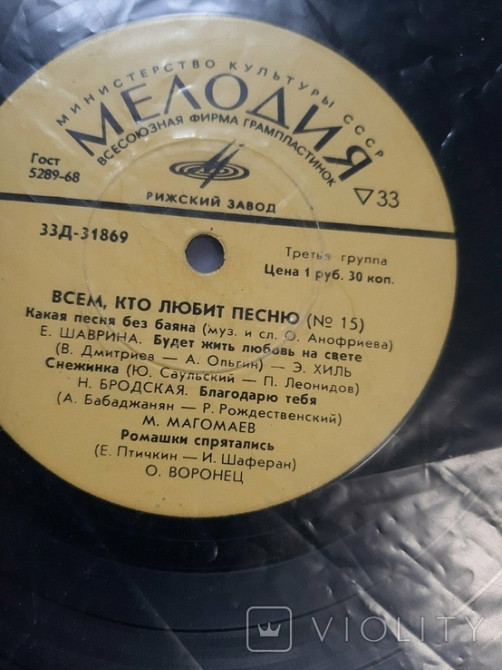 МИНИСТЕРСТВО КУЛЬТУРЫ СССР
МЕЛОДИЯ
ВСЕСОЮЗНАЯ ФИРМА ГРАМПЛАСТИНОК
Гост
5289-68
РИЖСКИЙ ЗАВОД
33
33Д-31869
Третья группа
Цена 1 руб. 30 коп.
ВСЕМ, КТО ЛЮБИТ ПЕСНЮ (№ 15)
Какая песня без баяна (муз. и сл. О. Анофриева)
Е. ШАВРИНА. Будет жить любовь на свете
(В. Дмитриев — А. Ольгин) — Э. ХИЛЬ
Снежинка (Ю. Саульский — П. Леонидов)
Н. БРОДСКАЯ. Благодарю тебя
(А. Бабаджанян — Р. Рождественский)
М. МАГОМАЕВ
Ромашки спрятались
(Е. Птичкин — И. Шаферан)
О. ВОРОНЕЦ
VIOLITY